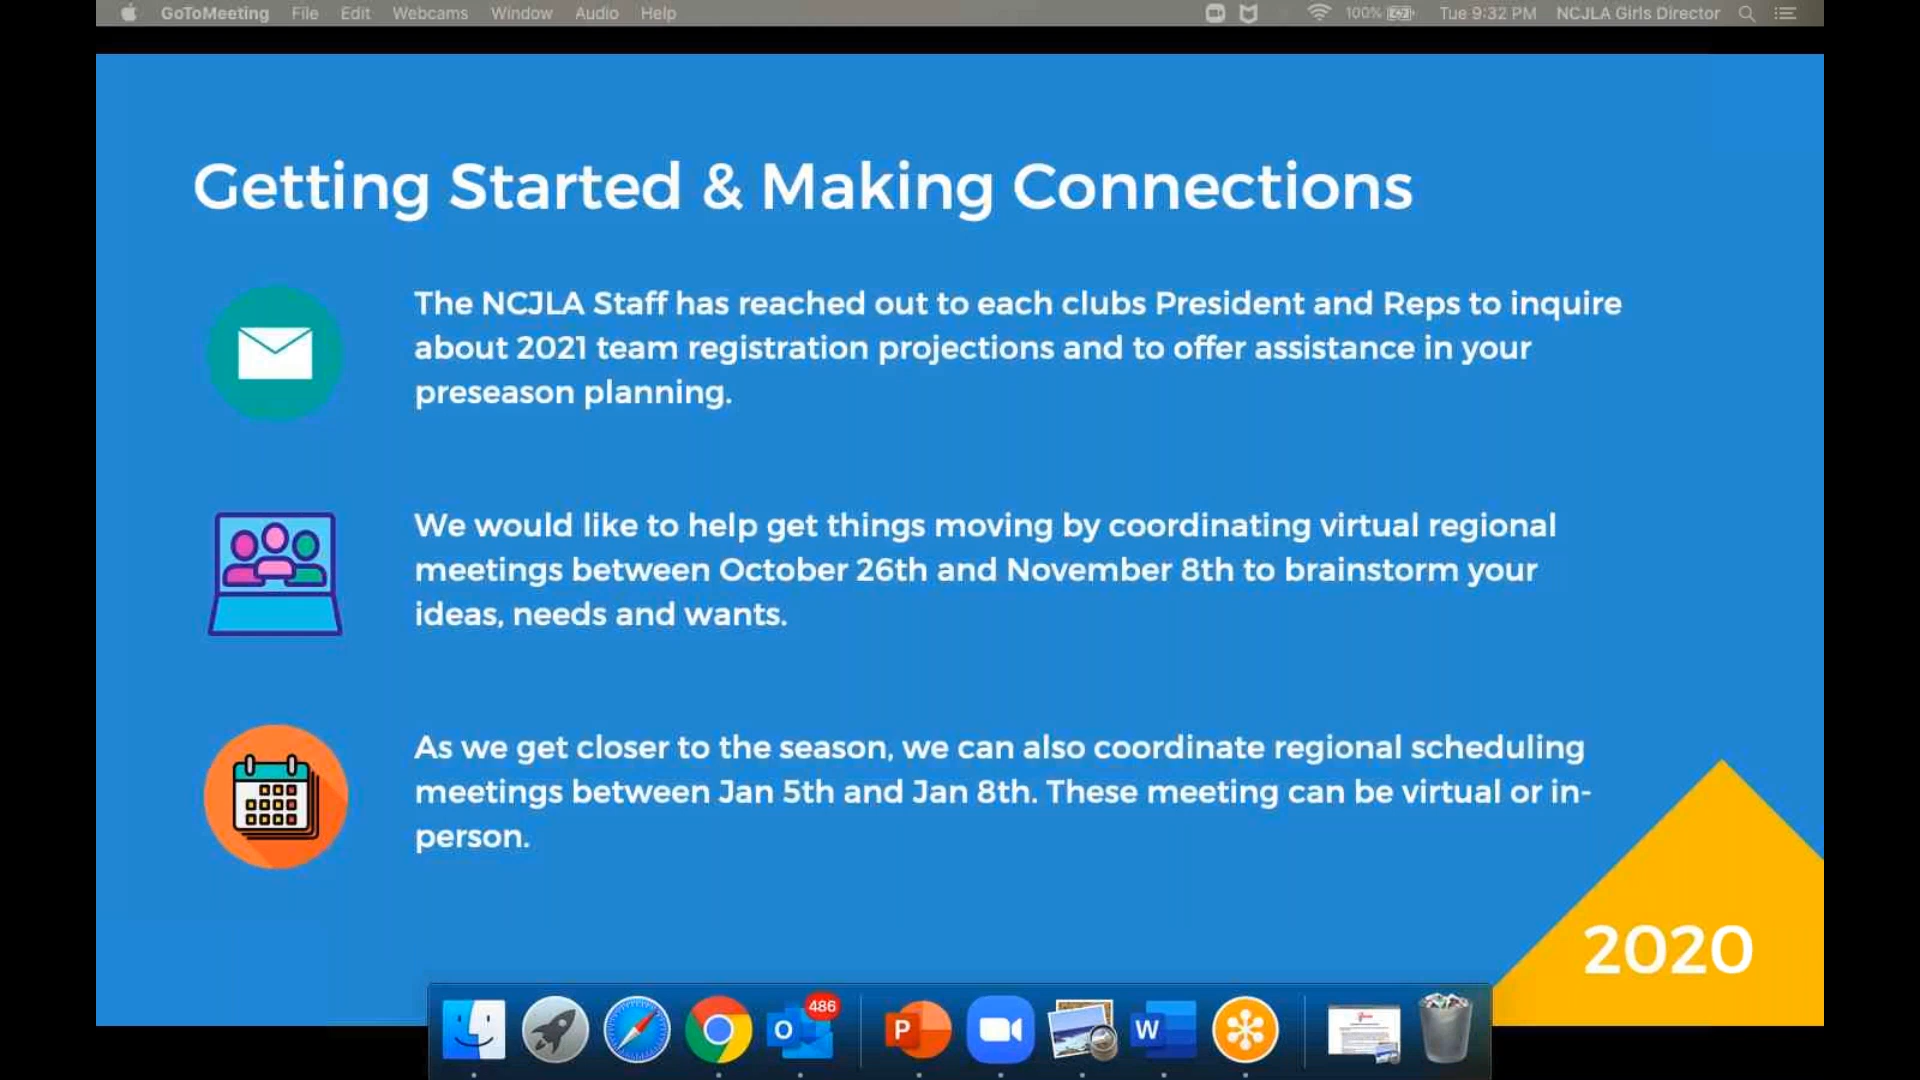 GoToMeeting File Edit Webcams Window Audio Help 100% Tue 9:32 PM NCJLA Girls Director
Getting Started & Making Connections
The NCJLA Staff has reached out to each clubs President and Reps to inquire
about 2021 team registration projections and to offer assistance in your
preseason planning.
We would like to help get things moving by coordinating virtual regional
meetings between October 26th and November 8th to brainstorm your
ideas, needs and wants.
As we get closer to the season, we can also coordinate regional scheduling
meetings between Jan 5th and Jan 8th. These meeting can be virtual or in-
person.
2020
486
O
P
W